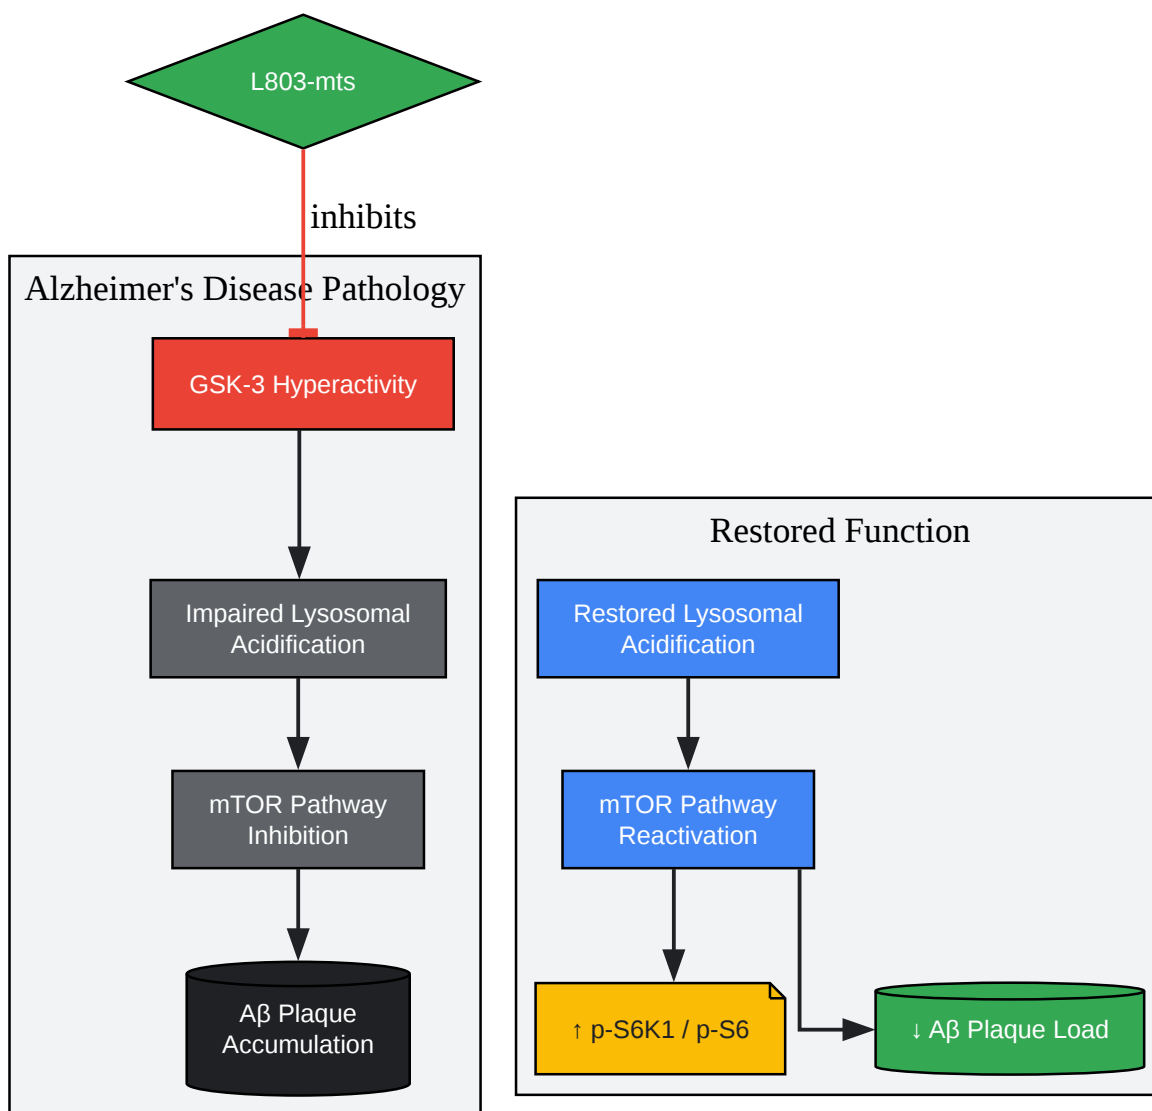 L803-mts
inhibits
Alzheimer's Disease Pathology
GSK-3 Hyperactivity
Impaired Lysosomal
Acidification
mTOR Pathway
Inhibition
Aβ Plaque
Accumulation
Restored Function
Restored Lysosomal
Acidification
mTOR Pathway
Reactivation
↑ p-S6K1 / p-S6
↓ Aβ Plaque Load